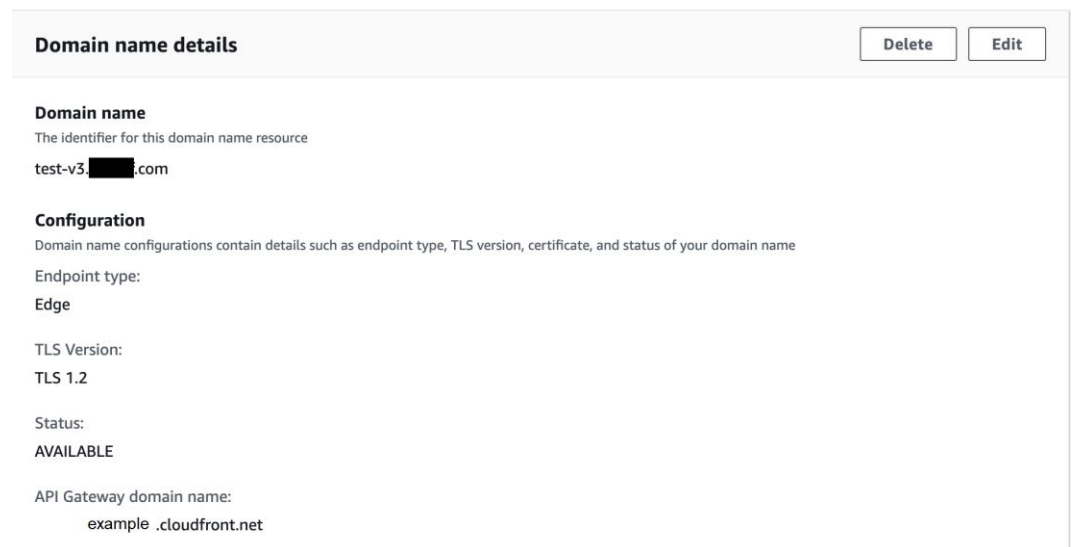 Domain name details
Delete
Edit
Domain name
The identifier for this domain name resource
test-v3. .com
Configuration
Domain name configurations contain details such as endpoint type, TLS version, certificate, and status of your domain name
Endpoint type:
Edge
TLS Version:
TLS 1.2
Status:
AVAILABLE
API Gateway domain name:
example .cloudfront.net